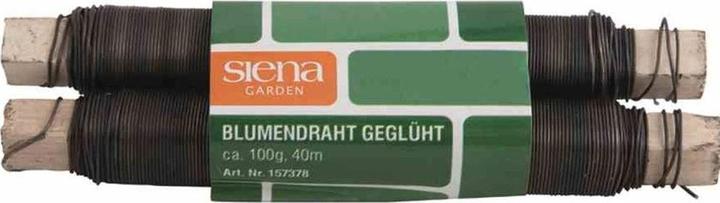 siena
GARDEN
BLUMENDRAHT GEGLÜHT
ca. 100g, 40m
Art. Nr. 157378